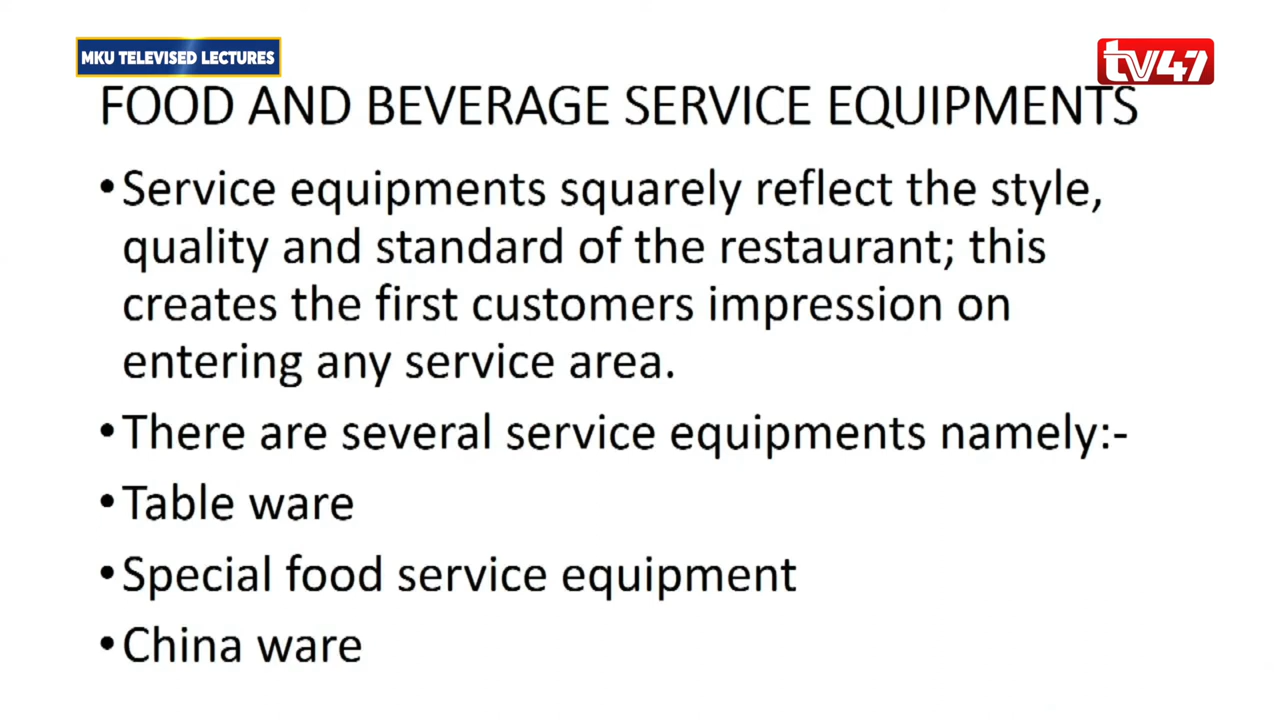 MKU TELEVISED LECTURES
tv47
FOOD AND BEVERAGE SERVICE EQUIPMENTS
•Service equipments squarely reflect the style,
quality and standard of the restaurant; this
creates the first customers impression on
entering any service area.
•There are several service equipments namely:-
•Table ware
•Special food service equipment
•China ware